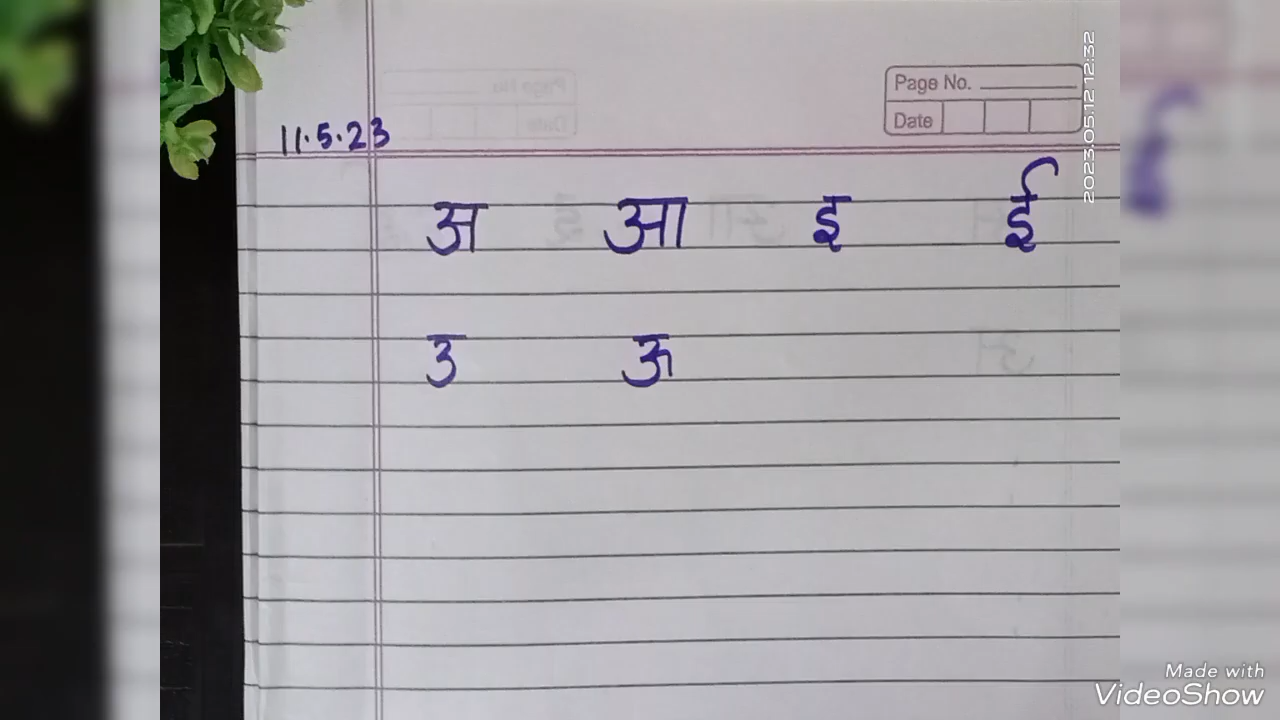 Page No.
Date
11.5.23
2023.05.12 12:32
अ आ इ ई
उ ऊ
Made with
VideoShow